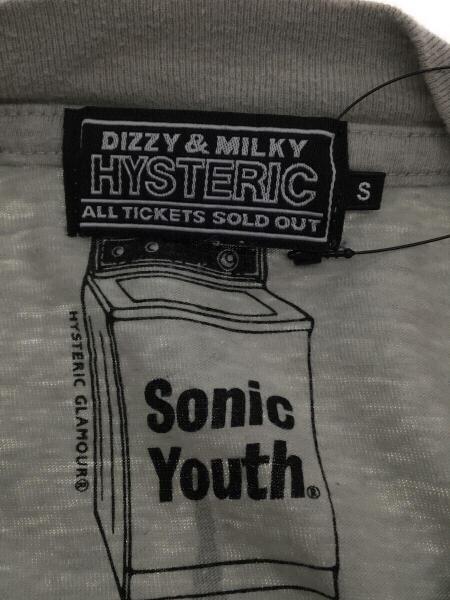 DIZZY & MILKY
HYSTERIC
ALL TICKETS SOLD OUT
S
HYSTERIC GLAMOUR®
Sonic
Youth®